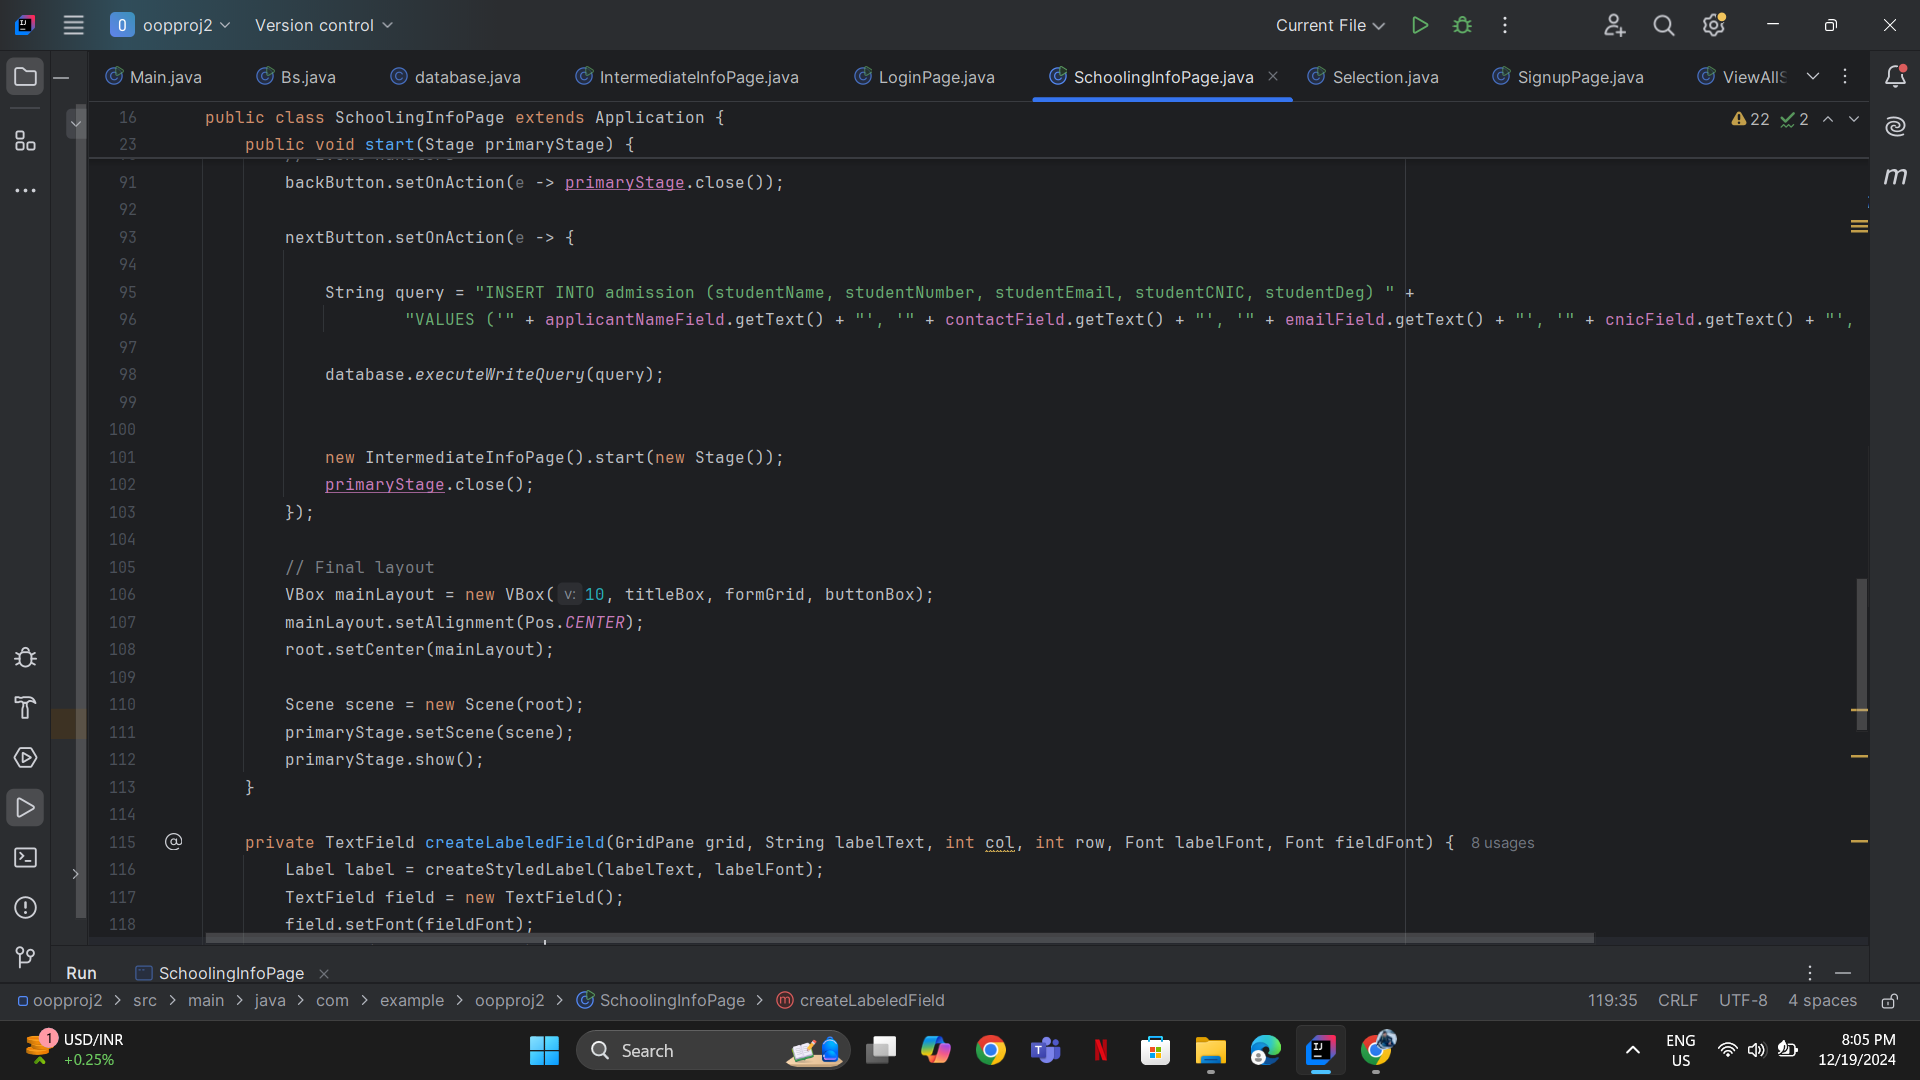 oopproj2
Version control
Current File
Main.java
Bs.java
database.java
IntermediateInfoPage.java
LoginPage.java
SchoolingInfoPage.java
Selection.java
SignupPage.java
ViewAllS
16 public class SchoolingInfoPage extends Application {
22 2
23 public void start(Stage primaryStage) {
91 backButton.setOnAction(e -> primaryStage.close());
92
93 nextButton.setOnAction(e -> {
94
95 String query = "INSERT INTO admission (studentName, studentNumber, studentEmail, studentCNIC, studentDeg) " +
96 "VALUES ('" + applicantNameField.getText() + "', '" + contactField.getText() + "', '" + emailField.getText() + "', '" + cnicField.getText() + "',
97
98 database.executeWriteQuery(query);
99
100
101 new IntermediateInfoPage().start(new Stage());
102 primaryStage.close();
103 });
104
105 // Final layout
106 VBox mainLayout = new VBox( v: 10, titleBox, formGrid, buttonBox);
107 mainLayout.setAlignment(Pos.CENTER);
108 root.setCenter(mainLayout);
109
110 Scene scene = new Scene(root);
111 primaryStage.setScene(scene);
112 primaryStage.show();
113 }
114
115 @ private TextField createLabeledField(GridPane grid, String labelText, int col, int row, Font labelFont, Font fieldFont) { 8 usages
116 Label label = createStyledLabel(labelText, labelFont);
117 TextField field = new TextField();
118 field.setFont(fieldFont);
Run SchoolingInfoPage
oopproj2 > src > main > java > com > example > oopproj2 > SchoolingInfoPage > createLabeledField
119:35 CRLF UTF-8 4 spaces
1
USD/INR
+0.25%
Search
ENG
US
8:05 PM
12/19/2024